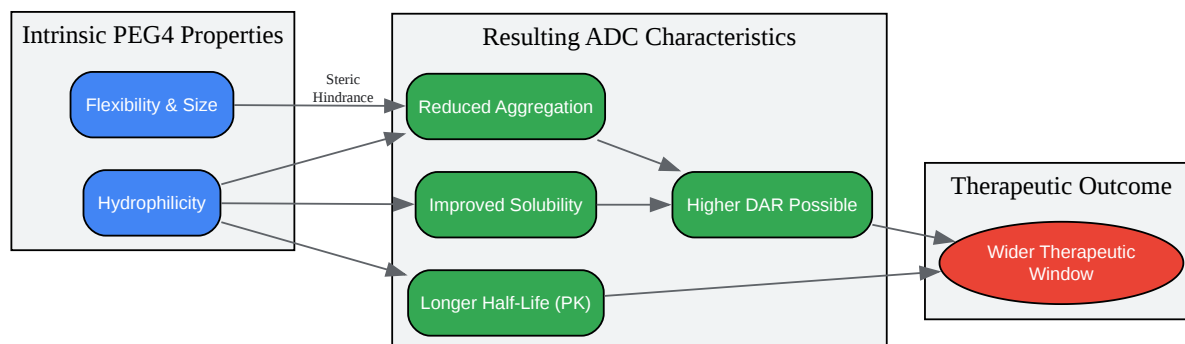 Intrinsic PEG4 Properties
Flexibility & Size
Hydrophilicity
Steric
Hindrance
Resulting ADC Characteristics
Reduced Aggregation
Improved Solubility
Higher DAR Possible
Longer Half-Life (PK)
Therapeutic Outcome
Wider Therapeutic
Window